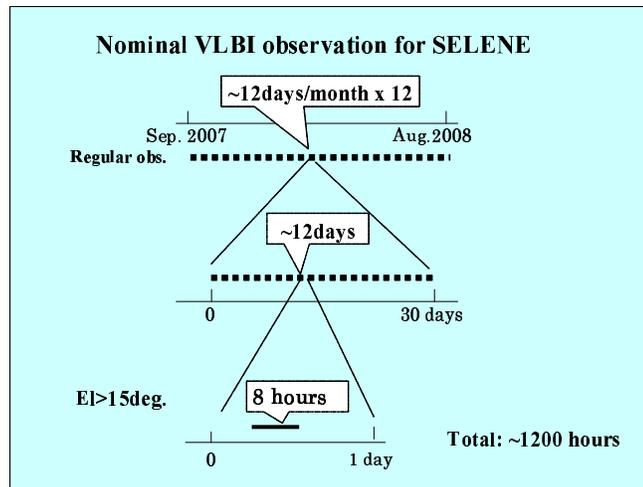 Nominal VLBI observation for SELENE
~12days/month x 12
Sep. 2007
Aug.2008
Regular obs.
~12days
0
30 days
El>15deg.
8 hours
0
1 day
Total: ~1200 hours